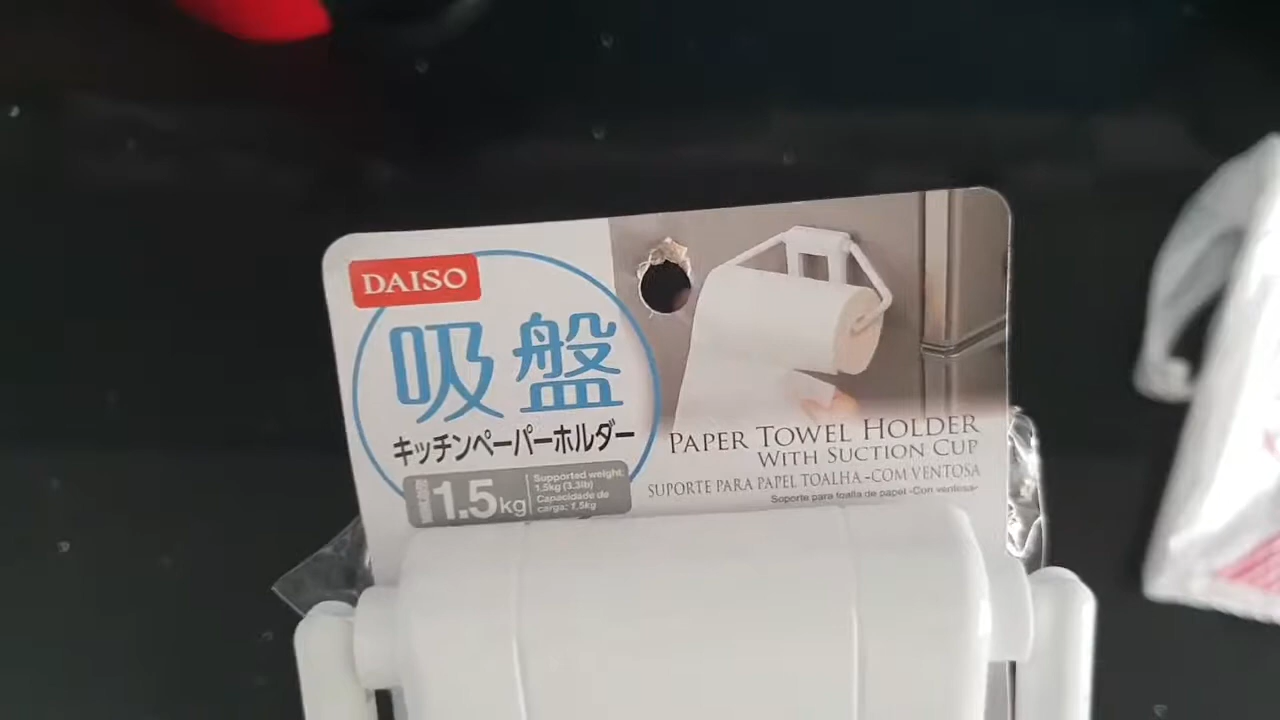 DAISO
吸盤
キッチンペーパーホルダー
1.5kg
Supported weight:
1.5kg (3.3lb)
Capacidade de
carga: 1,5kg
PAPER TOWEL HOLDER
WITH SUCTION CUP
SUPORTE PARA PAPEL TOALHA -COM VENTOSA
Soporte para toalla de papel -Con ventosa-